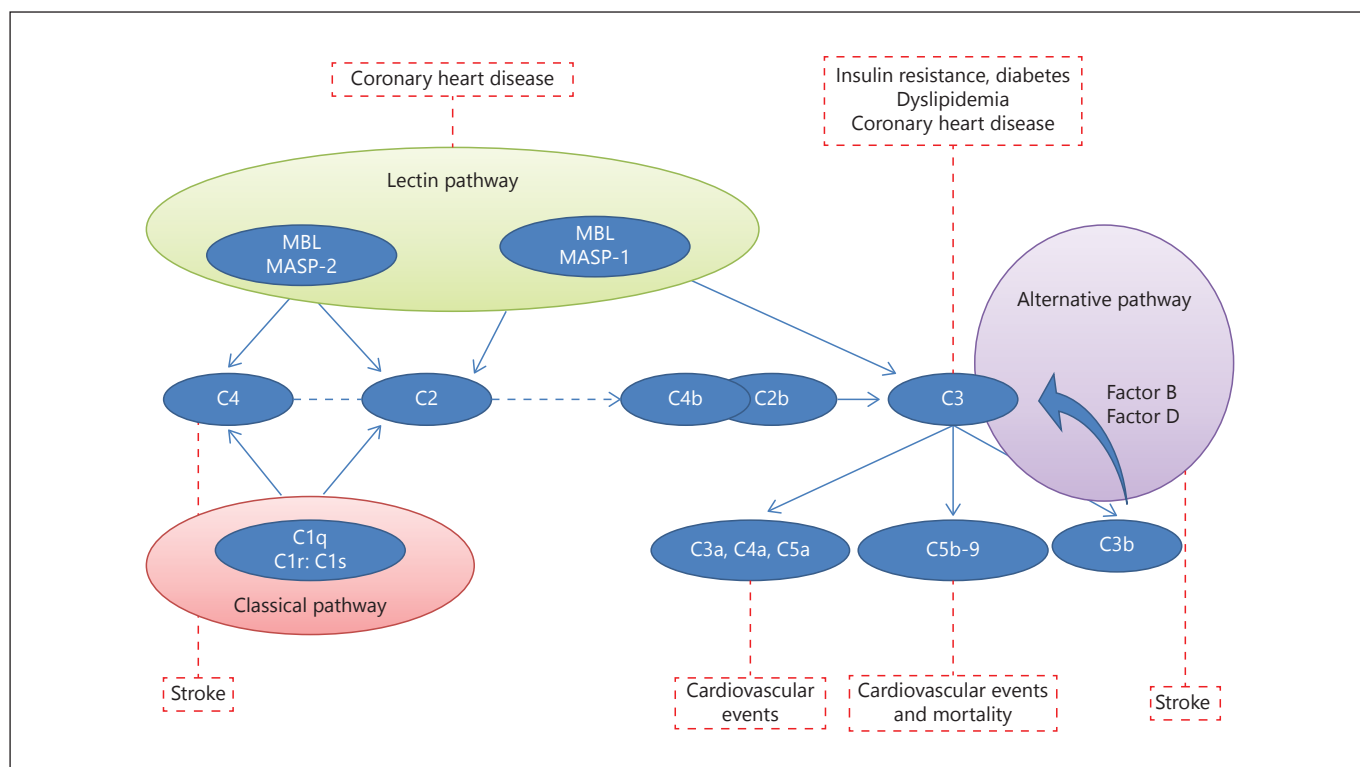 Coronary heart disease
Insulin resistance, diabetes
Dyslipidemia
Coronary heart disease
Lectin pathway
MBL
MASP-2
MBL
MASP-1
Alternative pathway
Factor B
Factor D
C4
C2
C4b
C2b
C3
C1q
C1r: C1s
Classical pathway
C3a, C4a, C5a
C5b-9
C3b
Stroke
Cardiovascular
events
Cardiovascular events
and mortality
Stroke